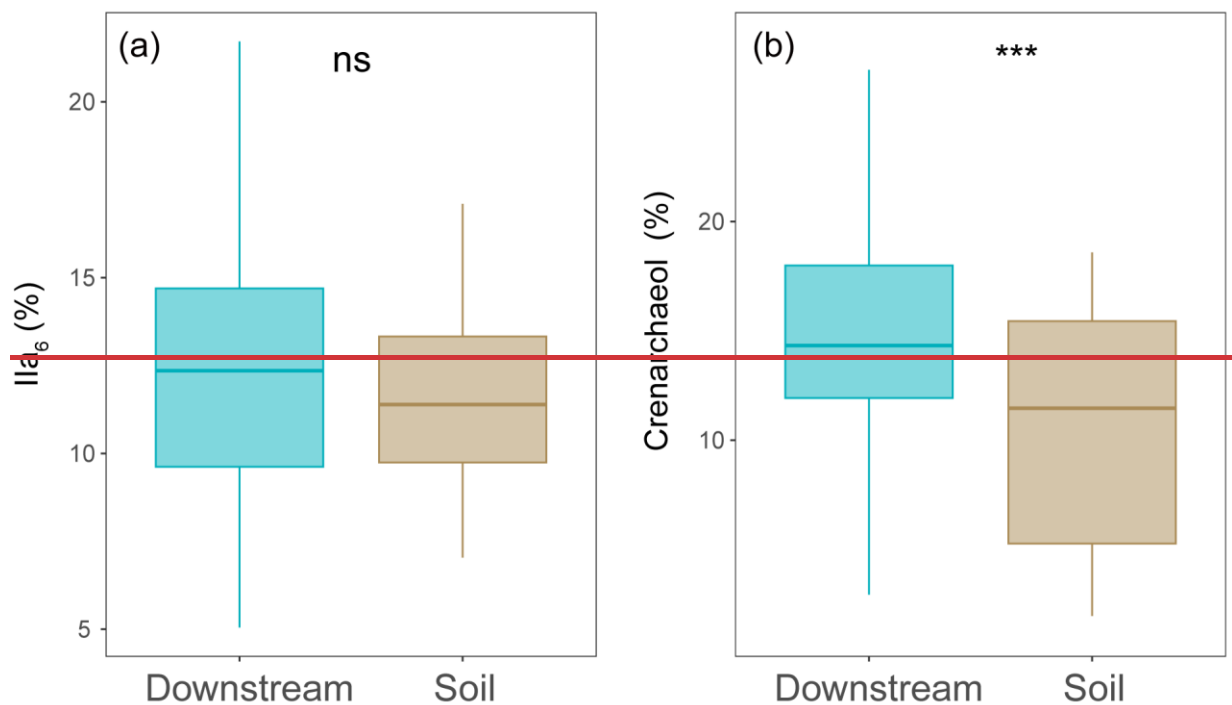 (a)
ns
IIa₆ (%)
20
15
10
5
Downstream
Soil
(b)
***
Crenarchaeol (%)
20
10
Downstream
Soil